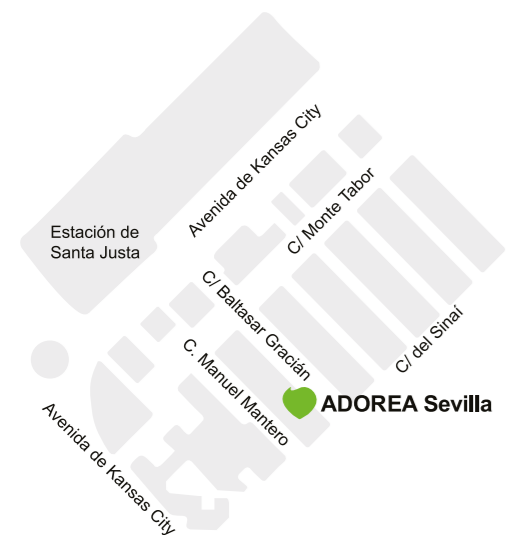 Avenida de Kansas City
C/ Monte Tabor
Estación de
Santa Justa
C/ Baltasar Gracián
C/ del Sinaí
C. Manuel Mantero
ADOREA Sevilla
Avenida de Kansas City